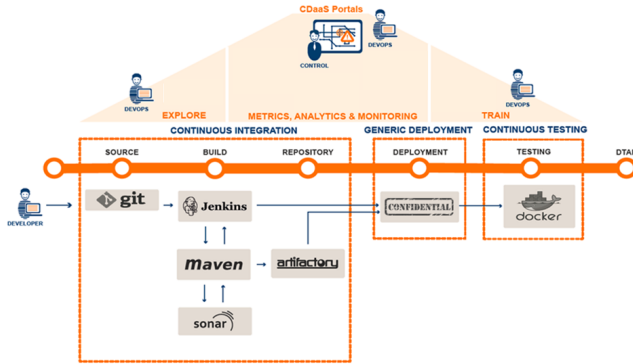 CDaaS Portals
DEVOPS
CONTROL
DEVOPS
DEVOPS
EXPLORE
METRICS, ANALYTICS & MONITORING
TRAIN
CONTINUOUS INTEGRATION
GENERIC DEPLOYMENT
CONTINUOUS TESTING
SOURCE
BUILD
REPOSITORY
DEPLOYMENT
TESTING
DTAP
DEVELOPER
git
Jenkins
CONFIDENTIAL
docker
maven
artifactory
sonar